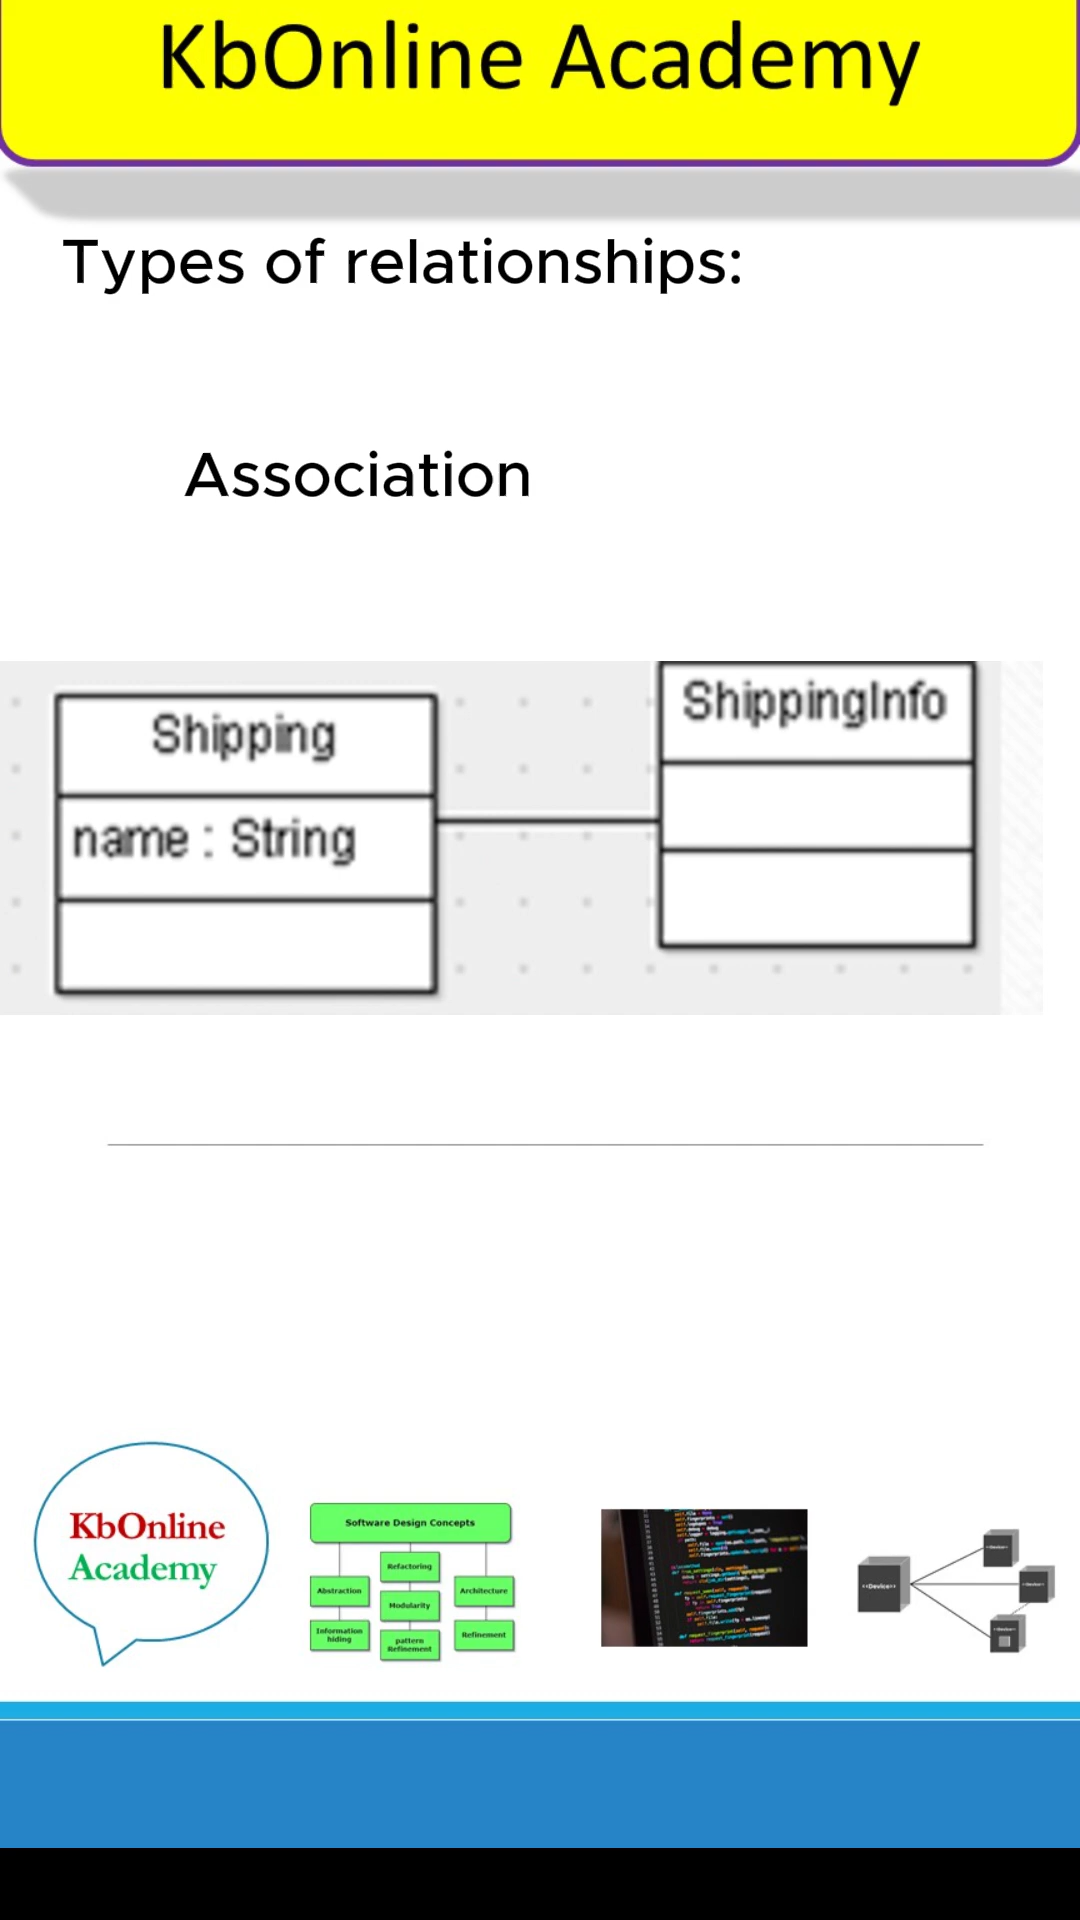 KbOnline Academy
Types of relationships:
Association
Shipping
name : String
ShippingInfo
KbOnline
Academy
Software Design Concepts
Refactoring
Abstraction
Architecture
Modularity
Information
hiding
pattern
Refinement
Refinement
<<Device>>